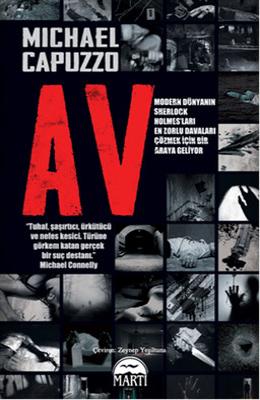 MICHAEL
CAPUZZO
AV
MODERN DÜNYANIN
SHERLOCK
HOLMES'LARI
EN ZORLU DAVALARI
ÇÖZMEK İÇİN BİR
ARAYA GELİYOR
"Tuhaf, şaşırtıcı, ürkütücü
ve nefes kesici. Türüne
görkem katan gerçek
bir suç destanı."
Michael Connelly
Çeviren: Zeynep Yeşiltuna
MARTI